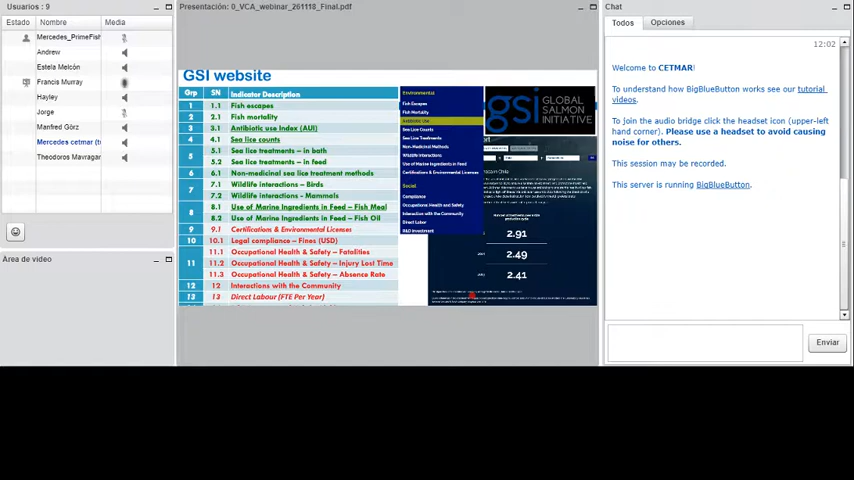 Usuarios : 9
Estado Nombre Media
Mercedes_PrimeFish
Andrew
Estela Melcón
Francis Murray
Hayley
Jorge
Manfred Görz
Mercedes cetmar (t
Theodoros Mavragar
Área de video
Presentación: 0_VCA_webinar_261118_Final.pdf
GSI website
Grp SN Indicator Description
1 1.1 Fish escapes
2 2.1 Fish mortality
3 3.1 Antibiotic use Index (AUI)
4 4.1 Sea lice counts
5 5.1 Sea lice treatments – in bath
5.2 Sea lice treatments – in feed
6 6.1 Non-medicinal sea lice treatment methods
7 7.1 Wildlife interactions – Birds
7.2 Wildlife interactions - Mammals
8 8.1 Use of Marine Ingredients in Feed – Fish Meal
8.2 Use of Marine Ingredients in Feed – Fish Oil
9 9.1 Certifications & Environmental Licenses
10 10.1 Legal compliance – Fines (USD)
11 11.1 Occupational Health & Safety – Fatalities
11.2 Occupational Health & Safety - Injury Lost Time
11.3 Occupational Health & Safety – Absence Rate
12 12 Interactions with the Community
13 13 Direct Labour (FTE Per Year)
Environmental
Fish Escapes
Fish Mortality
Antibiotic Use
Sea Lice Counts
Sea Lice Treatments
Non-Medicinal Methods
Wildlife Interactions
Use of Marine Ingredients in Feed
Certifications & Environmental Licenses
Social
Compliance
Occupational Health and Safety
Interaction with the Community
Direct Labor
R&D Investment
gsi GLOBAL
SALMON
INITIATIVE
2.91
2.49
2.41
Chat
Todos Opciones
12:02
Welcome to CETMAR!
To understand how BigBlueButton works see our tutorial
videos.
To join the audio bridge click the headset icon (upper-left
hand corner). Please use a headset to avoid causing
noise for others.
This session may be recorded.
This server is running BigBlueButton.
Enviar